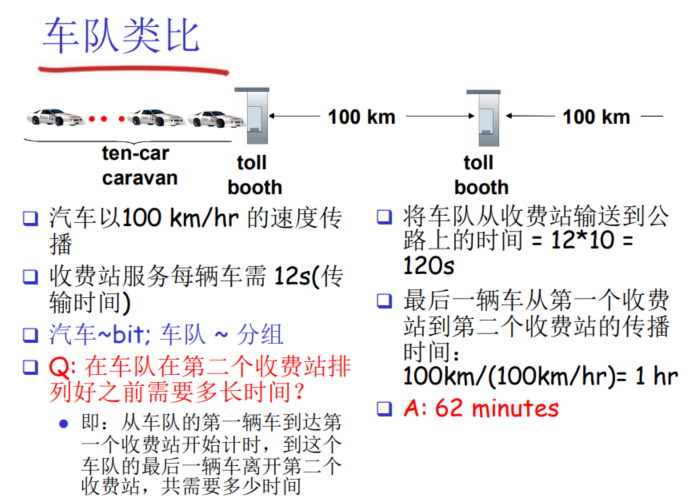 车队类比
100 km
100 km
ten-car
caravan
toll
booth
toll
booth
汽车以100 km/hr 的速度传
播
收费站服务每辆车需 12s(传
输时间)
汽车~bit; 车队 ~ 分组
Q: 在车队在第二个收费站排
列好之前需要多长时间？
即：从车队的第一辆车到达第
一个收费站开始计时，到这个
车队的最后一辆车离开第二个
收费站，共需要多少时间
将车队从收费站输送到公
路上的时间 = 12*10 =
120s
最后一辆车从第一个收费
站到第二个收费站的传播
时间：
100km/(100km/hr)= 1 hr
A: 62 minutes